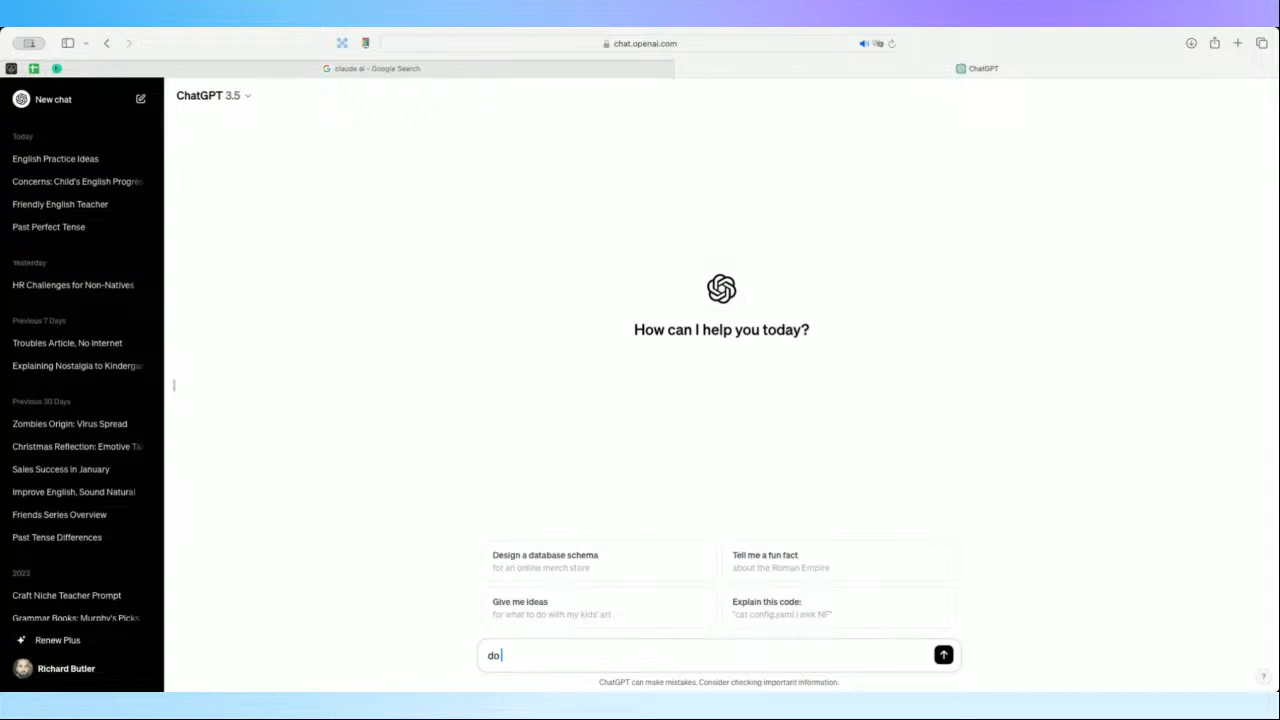 chat.openai.com
claude ai - Google Search
ChatGPT
New chat
ChatGPT 3.5
Today
English Practice Ideas
Concerns: Child's English Progres
Friendly English Teacher
Past Perfect Tense
Yesterday
HR Challenges for Non-Natives
Previous 7 Days
Troubles Article, No Internet
Explaining Nostalgia to Kinderga
Previous 30 Days
Zombies Origin: Virus Spread
Christmas Reflection: Emotive Ta
Sales Success in January
Improve English, Sound Natural
Friends Series Overview
Past Tense Differences
2023
Craft Niche Teacher Prompt
Grammar Books: Murphy's Picks
Renew Plus
Richard Butler
How can I help you today?
Design a database schema
for an online merch store
Tell me a fun fact
about the Roman Empire
Give me ideas
for what to do with my kids' art
Explain this code:
"cat config.yaml | awk NF"
do
ChatGPT can make mistakes. Consider checking important information.